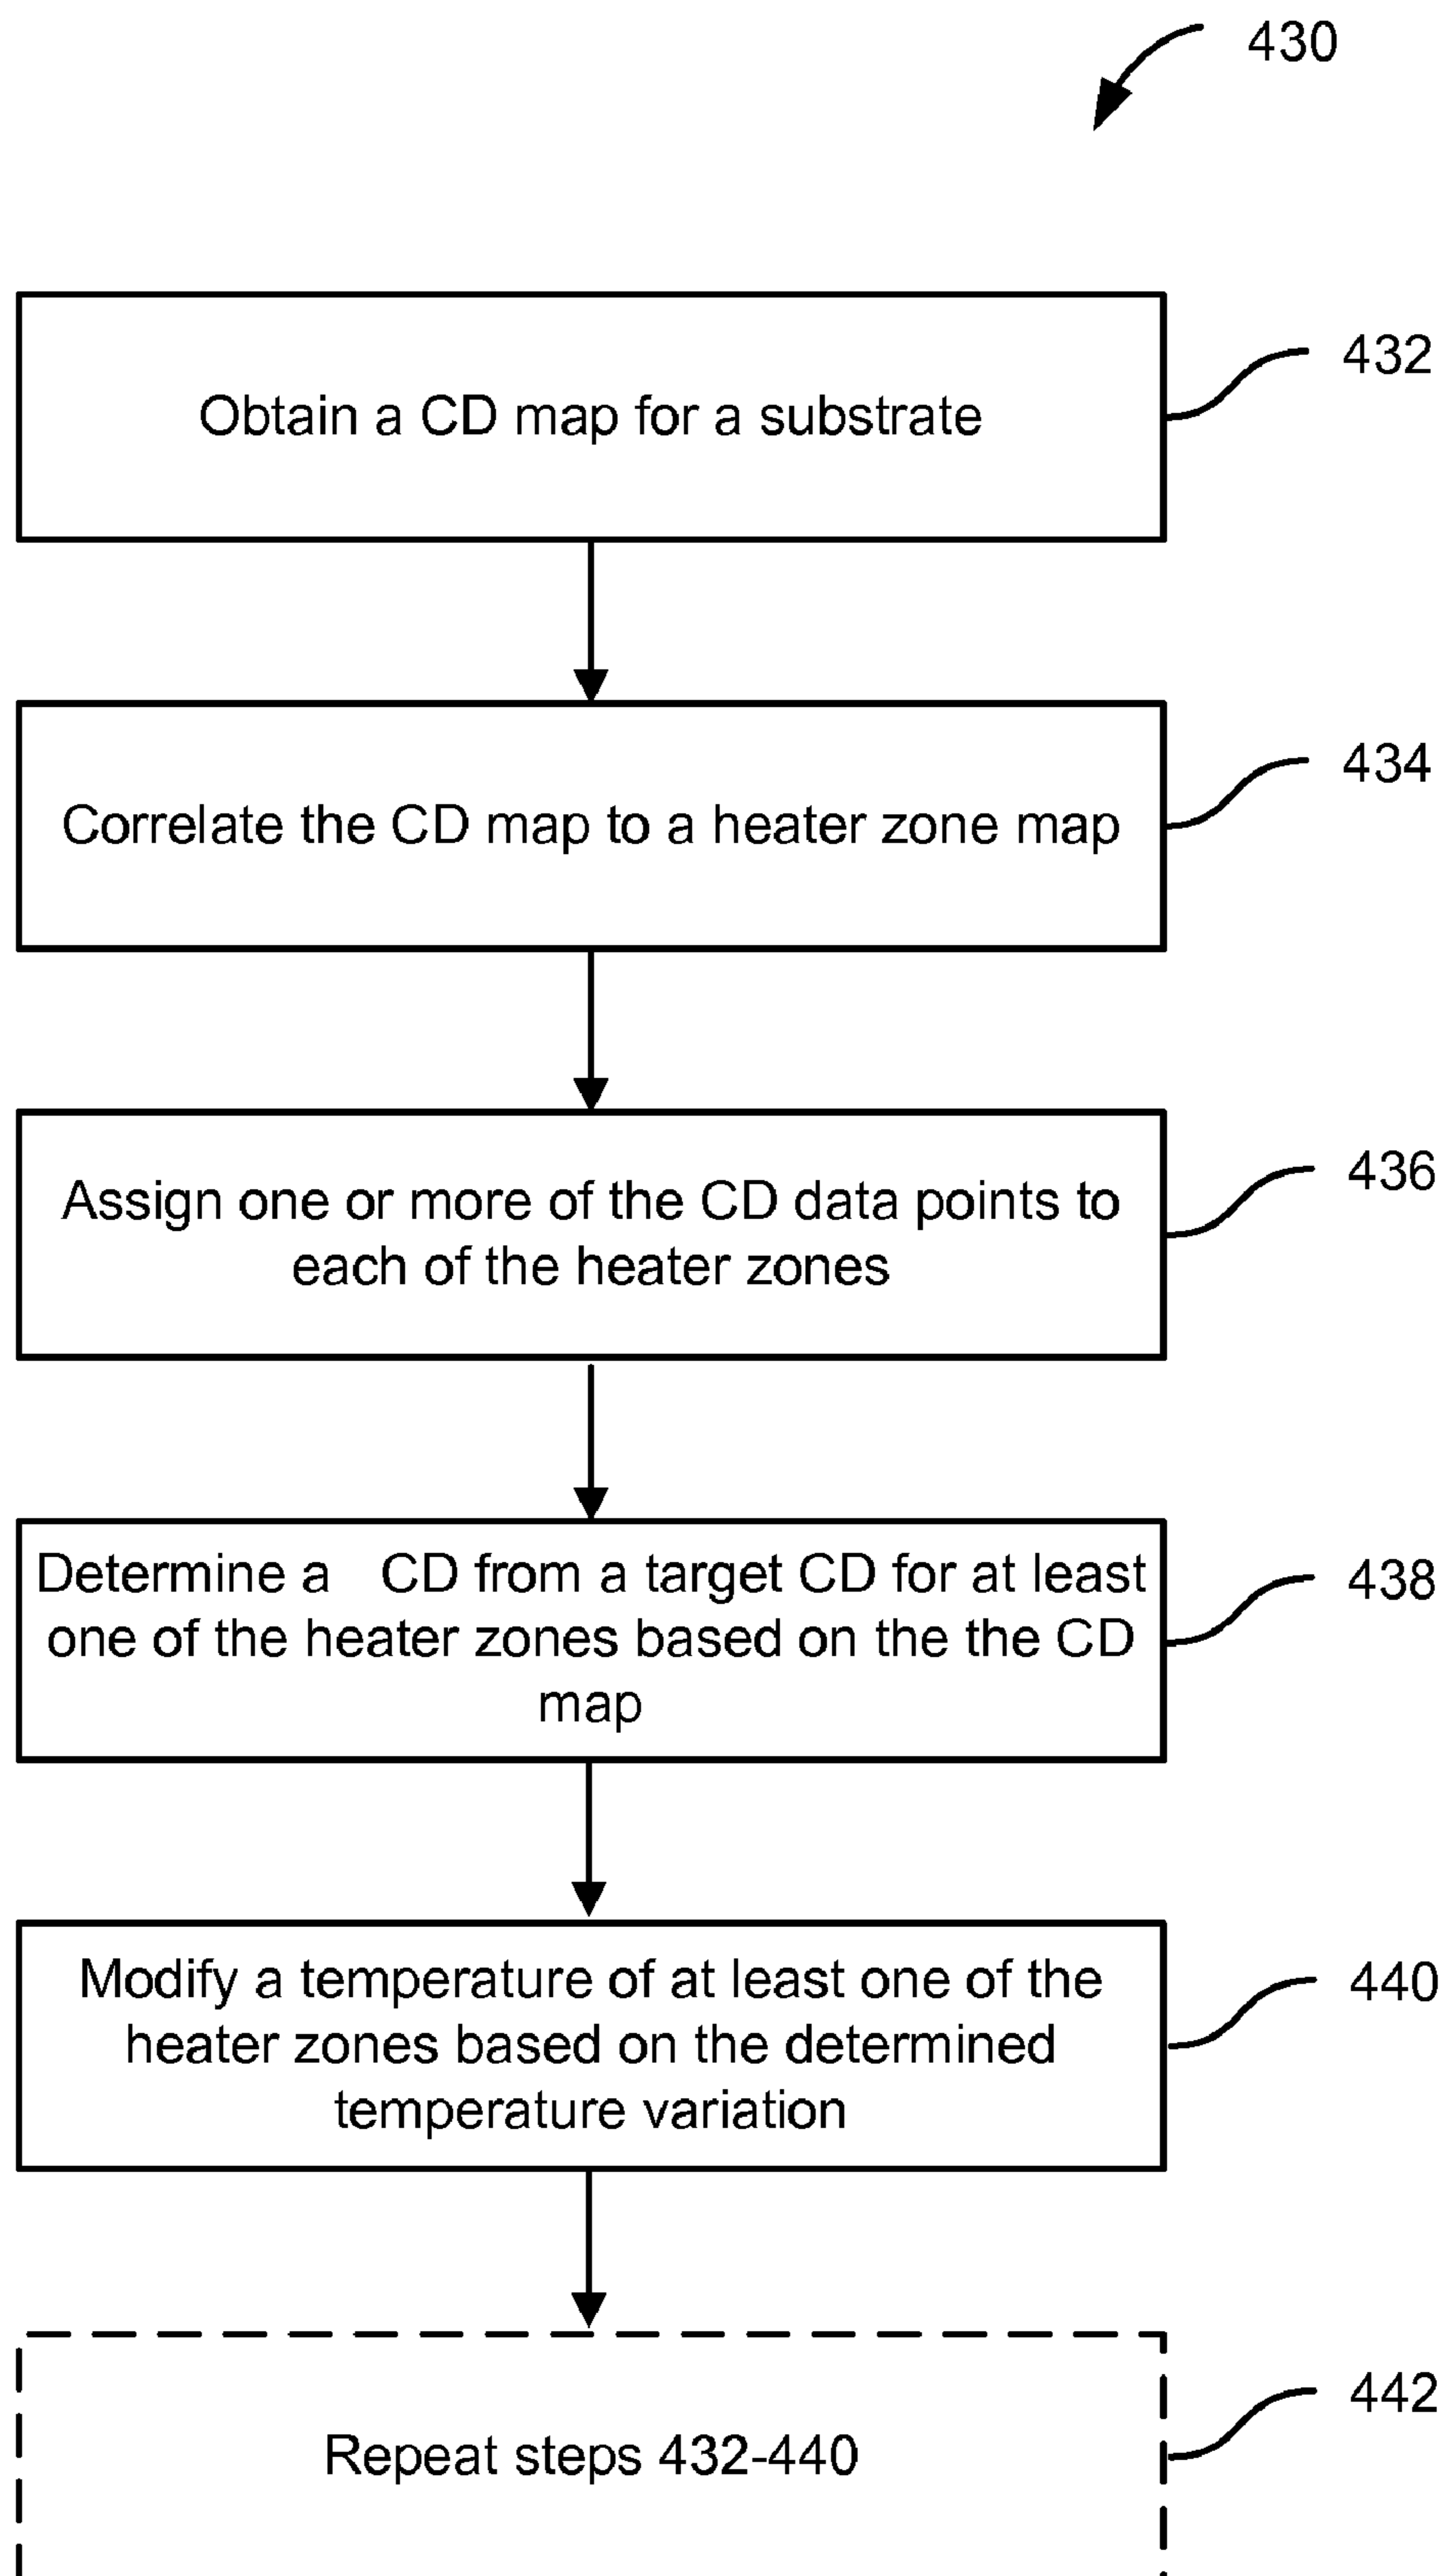 430
Obtain a CD map for a substrate
432
Correlate the CD map to a heater zone map
434
Assign one or more of the CD data points to
each of the heater zones
436
Determine a CD from a target CD for at least
one of the heater zones based on the the CD
map
438
Modify a temperature of at least one of the
heater zones based on the determined
temperature variation
440
Repeat steps 432-440
442